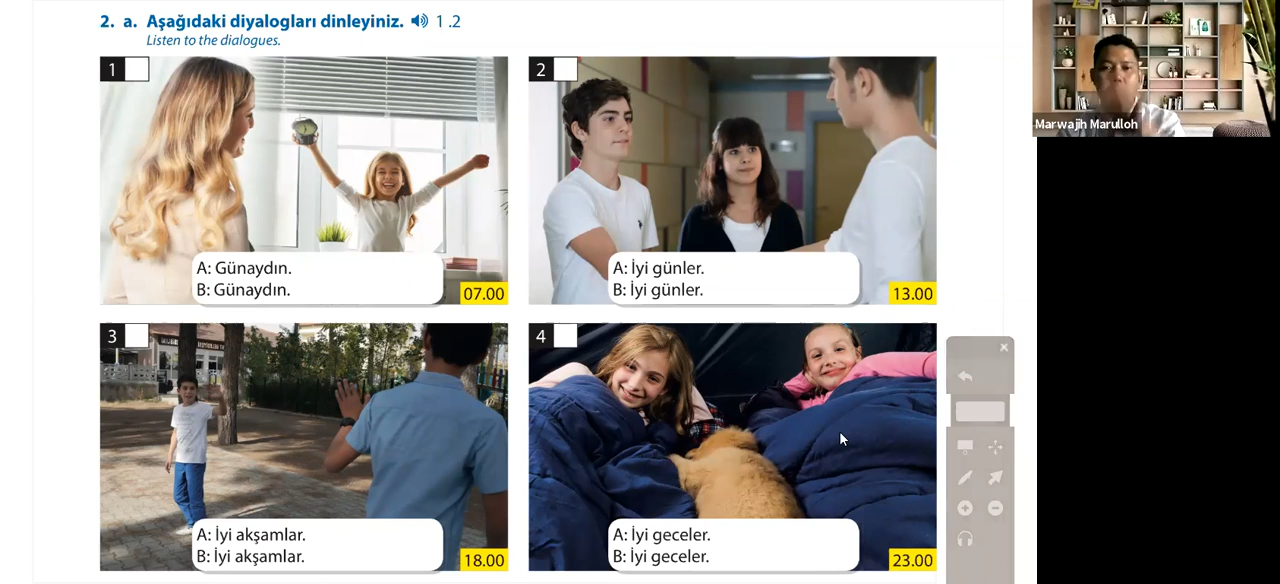 2. a. Aşağıdaki diyalogları dinleyiniz. 1 .2
Listen to the dialogues.
1
A: Günaydın.
B: Günaydın.
07.00
2
A: İyi günler.
B: İyi günler.
13.00
3
A: İyi akşamlar.
B: İyi akşamlar.
18.00
4
A: İyi geceler.
B: İyi geceler.
23.00
Marwajih Marulloh